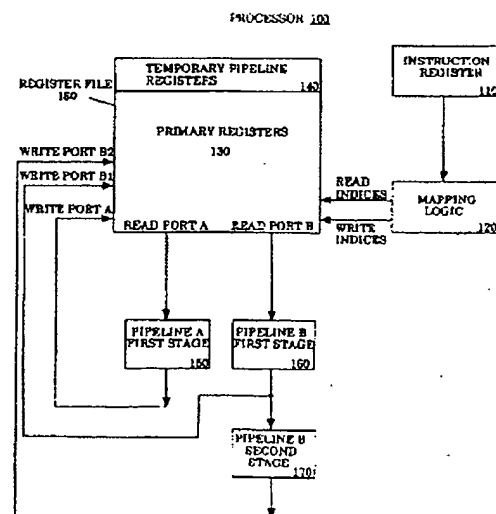 PROCESSOR 100
TEMPORARY PIPELINE
REGISTERS
140
INSTRUCTION
REGISTER
110
REGISTER FILE
180
PRIMARY REGISTERS
130
WRITE PORT B2
WRITE PORT B1
WRITE PORT A
READ
INDICES
WRITE
INDICES
MAPPING
LOGIC
120
READ PORT A
READ PORT B
PIPELINE A
FIRST STAGE
150
PIPELINE B
FIRST STAGE
160
PIPELINE B
SECOND
STAGE
170